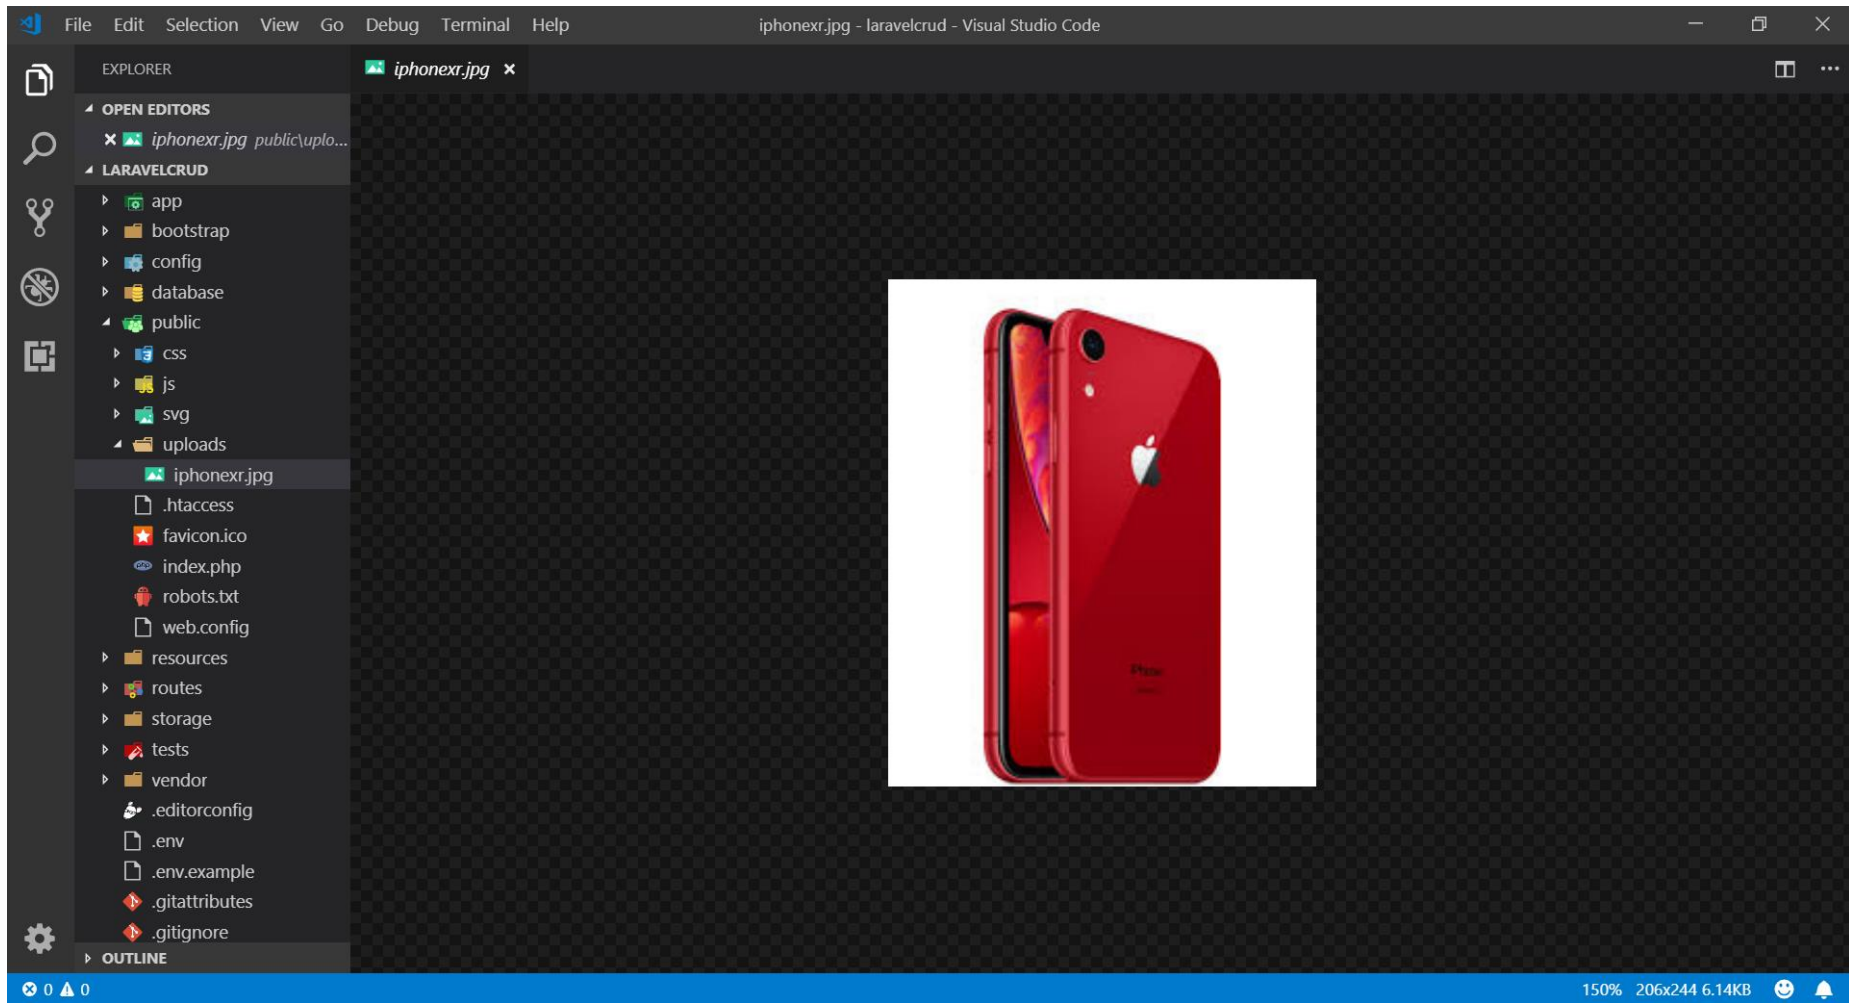 File Edit Selection View Go Debug Terminal Help
iphonexr.jpg - laravelcrud - Visual Studio Code
EXPLORER
iphonexr.jpg
OPEN EDITORS
iphonexr.jpg public\uplo...
LARAVELCRUD
app
bootstrap
config
database
public
css
js
svg
uploads
iphonexr.jpg
.htaccess
favicon.ico
index.php
robots.txt
web.config
resources
routes
storage
tests
vendor
.editorconfig
.env
.env.example
.gitattributes
.gitignore
OUTLINE
iPhone
0 0
150% 206x244 6.14KB